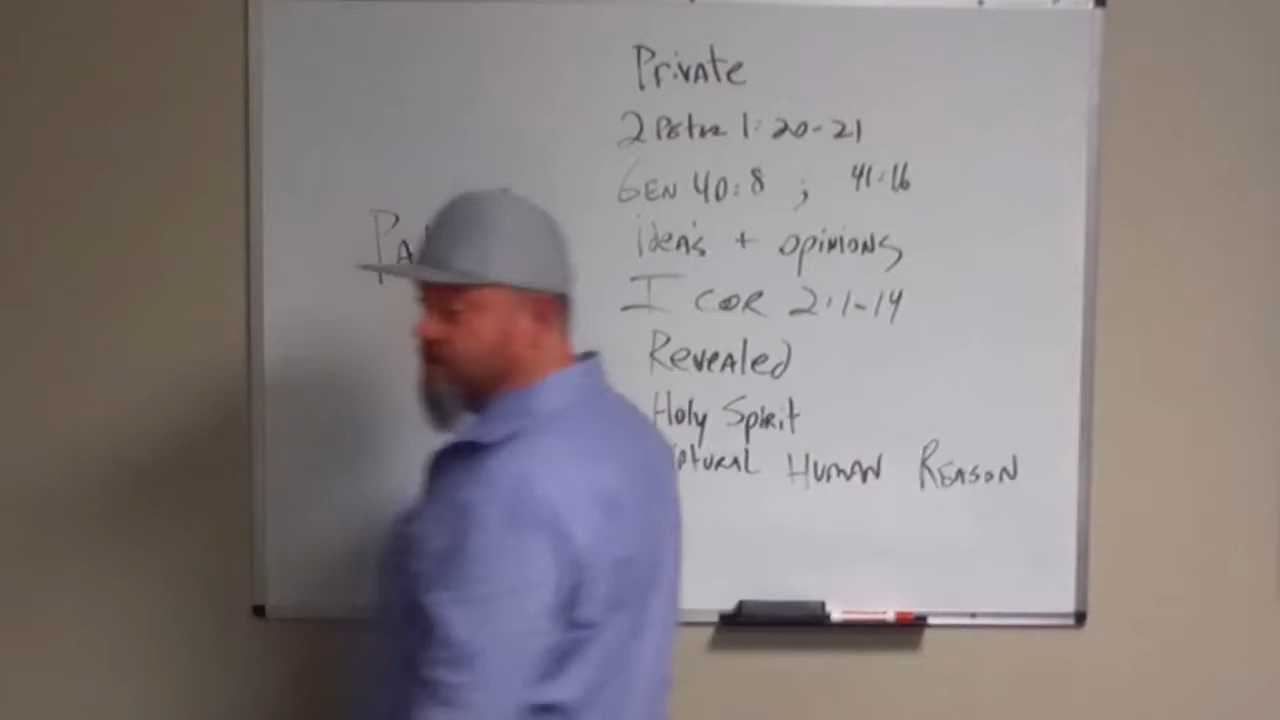 Private
2 Peter 1:20-21
GEN 40:8 ; 41:16
idea's + opinions
I COR 2:1-14
Revealed
Holy Spirit
HUMAN REASON